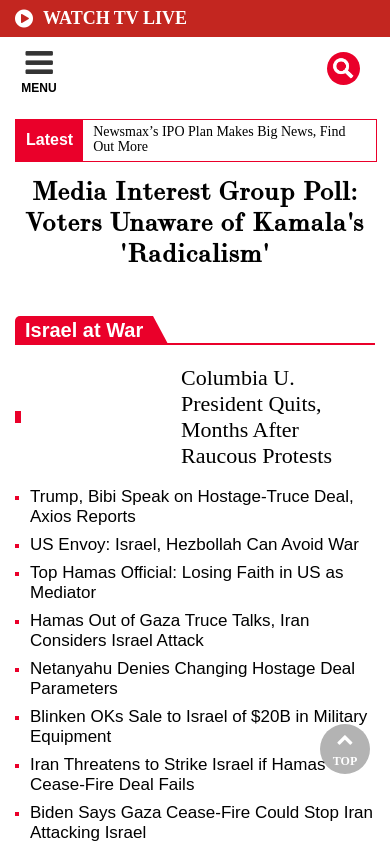 WATCH TV LIVE
MENU
Latest
Newsmax’s IPO Plan Makes Big News, Find
Out More
Media Interest Group Poll:
Voters Unaware of Kamala's
'Radicalism'
Israel at War
Columbia U.
President Quits,
Months After
Raucous Protests
Trump, Bibi Speak on Hostage-Truce Deal,
Axios Reports
US Envoy: Israel, Hezbollah Can Avoid War
Top Hamas Official: Losing Faith in US as
Mediator
Hamas Out of Gaza Truce Talks, Iran
Considers Israel Attack
Netanyahu Denies Changing Hostage Deal
Parameters
Blinken OKs Sale to Israel of $20B in Military
Equipment
Iran Threatens to Strike Israel if Hamas
Cease-Fire Deal Fails
TOP
Biden Says Gaza Cease-Fire Could Stop Iran
Attacking Israel